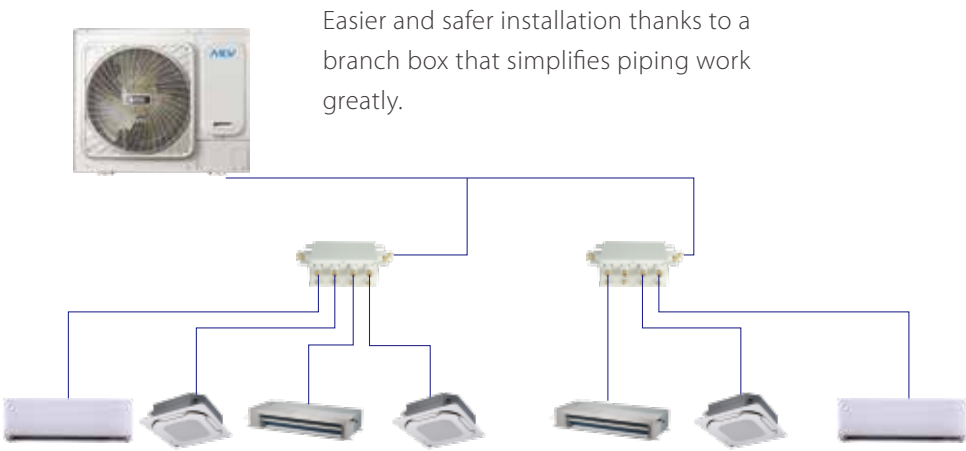 Easier and safer installation thanks to a
branch box that simplifies piping work
greatly.